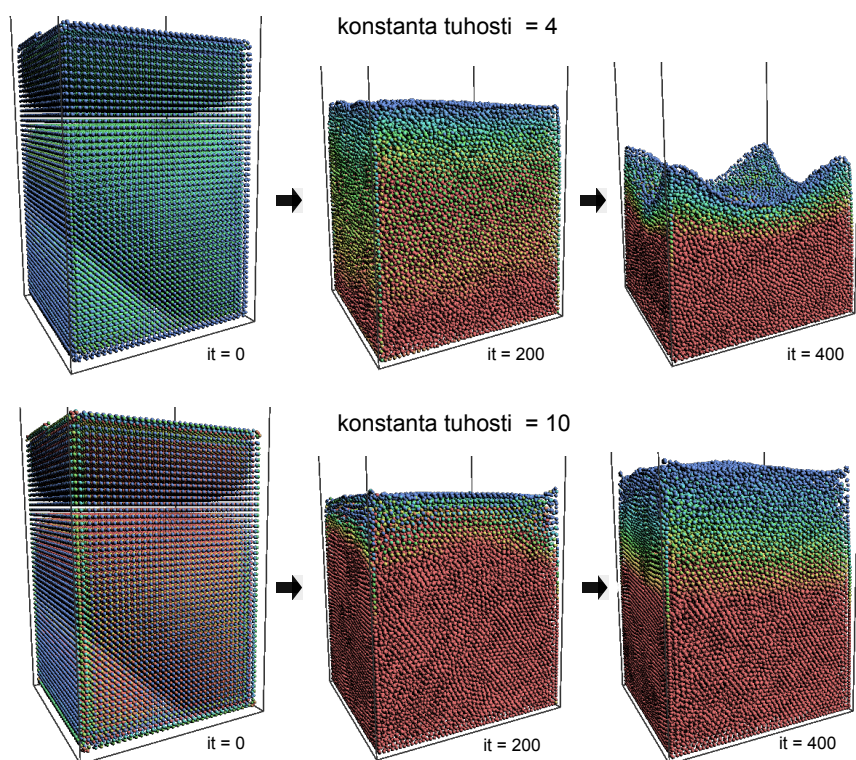 konstanta tuhosti = 4
it = 0
it = 200
it = 400
konstanta tuhosti = 10
it = 0
it = 200
it = 400